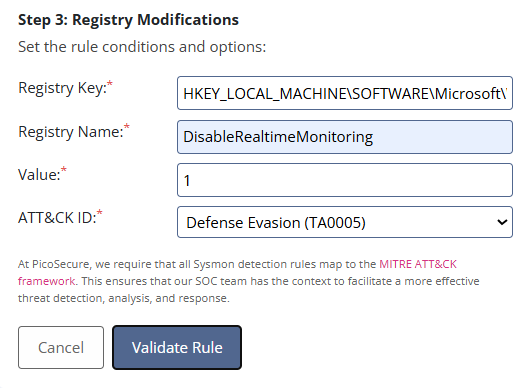 Step 3: Registry Modifications
Set the rule conditions and options:
Registry Key:*
HKEY_LOCAL_MACHINE\SOFTWARE\Microsoft\
Registry Name:*
DisableRealtimeMonitoring
Value:*
1
ATT&CK ID:*
Defense Evasion (TA0005)
At PicoSecure, we require that all Sysmon detection rules map to the MITRE ATT&CK
framework. This ensures that our SOC team has the context to facilitate a more effective
threat detection, analysis, and response.
Cancel
Validate Rule